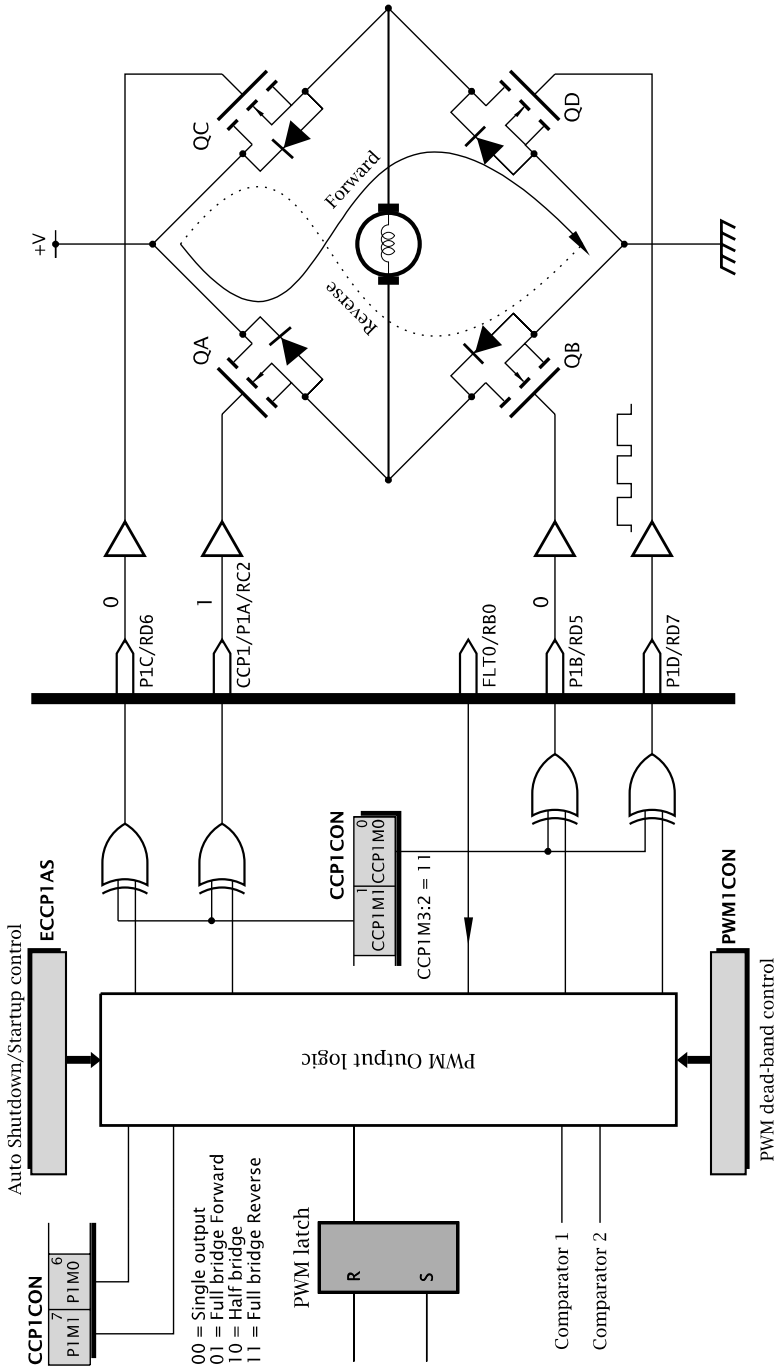 Auto Shutdown/Startup control
ECCP1AS
CCP1CON
7
6
P1M1
P1M0
00 = Single output
01 = Full bridge Forward
10 = Half bridge
11 = Full bridge Reverse
PWM latch
R
S
Comparator 1
Comparator 2
PWM Output logic
PWM dead-band control
PWM1CON
CCP1CON
1
0
CCP1M1
CCP1M0
CCP1M3:2 = 11
P1C/RD6
0
CCP1/P1A/RC2
1
FLT0/RB0
P1B/RD5
0
P1D/RD7
+V
QA
QC
QB
QD
Forward
Reverse